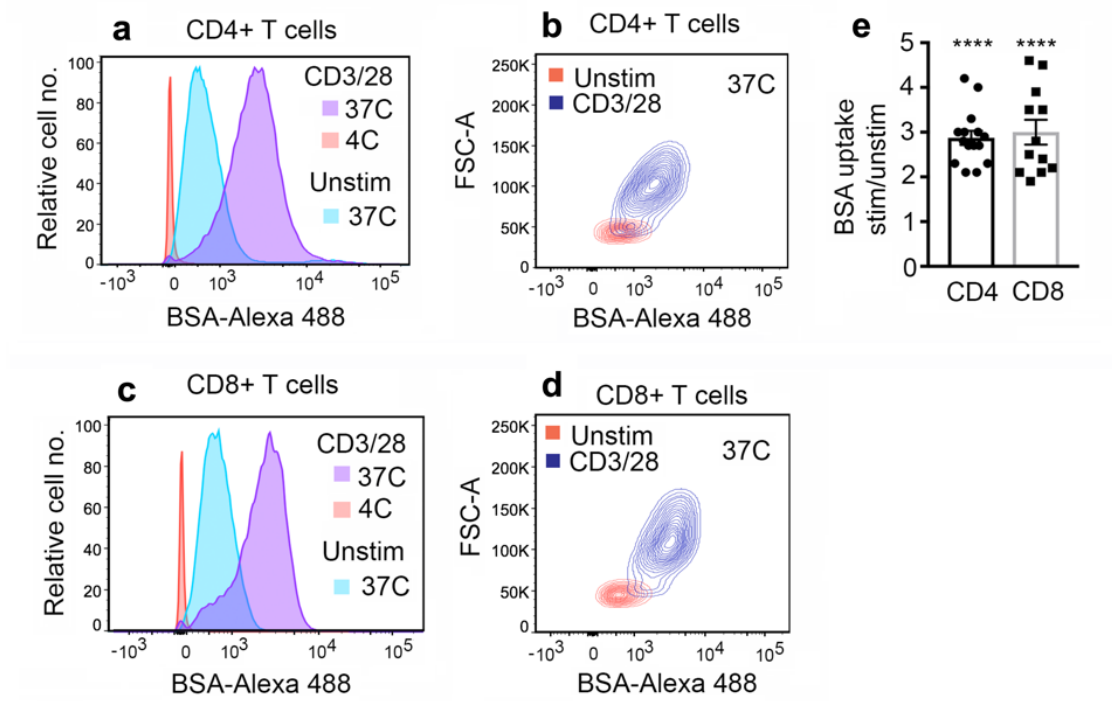 a
CD4+ T cells
Relative cell no.
100
80
60
40
20
0
CD3/28
37C
4C
Unstim
37C
-10³ 0 10³ 10⁴ 10⁵
BSA-Alexa 488
b
CD4+ T cells
FSC-A
250K
200K
150K
100K
50K
0
Unstim
CD3/28
37C
-10³ 0 10³ 10⁴ 10⁵
BSA-Alexa 488
e
BSA uptake
stim/unstim
5
4
3
2
1
0
**** ****
CD4 CD8
c
CD8+ T cells
Relative cell no.
100
80
60
40
20
0
CD3/28
37C
4C
Unstim
37C
-10³ 0 10³ 10⁴ 10⁵
BSA-Alexa 488
d
CD8+ T cells
FSC-A
250K
200K
150K
100K
50K
0
Unstim
CD3/28
37C
-10³ 0 10³ 10⁴ 10⁵
BSA-Alexa 488